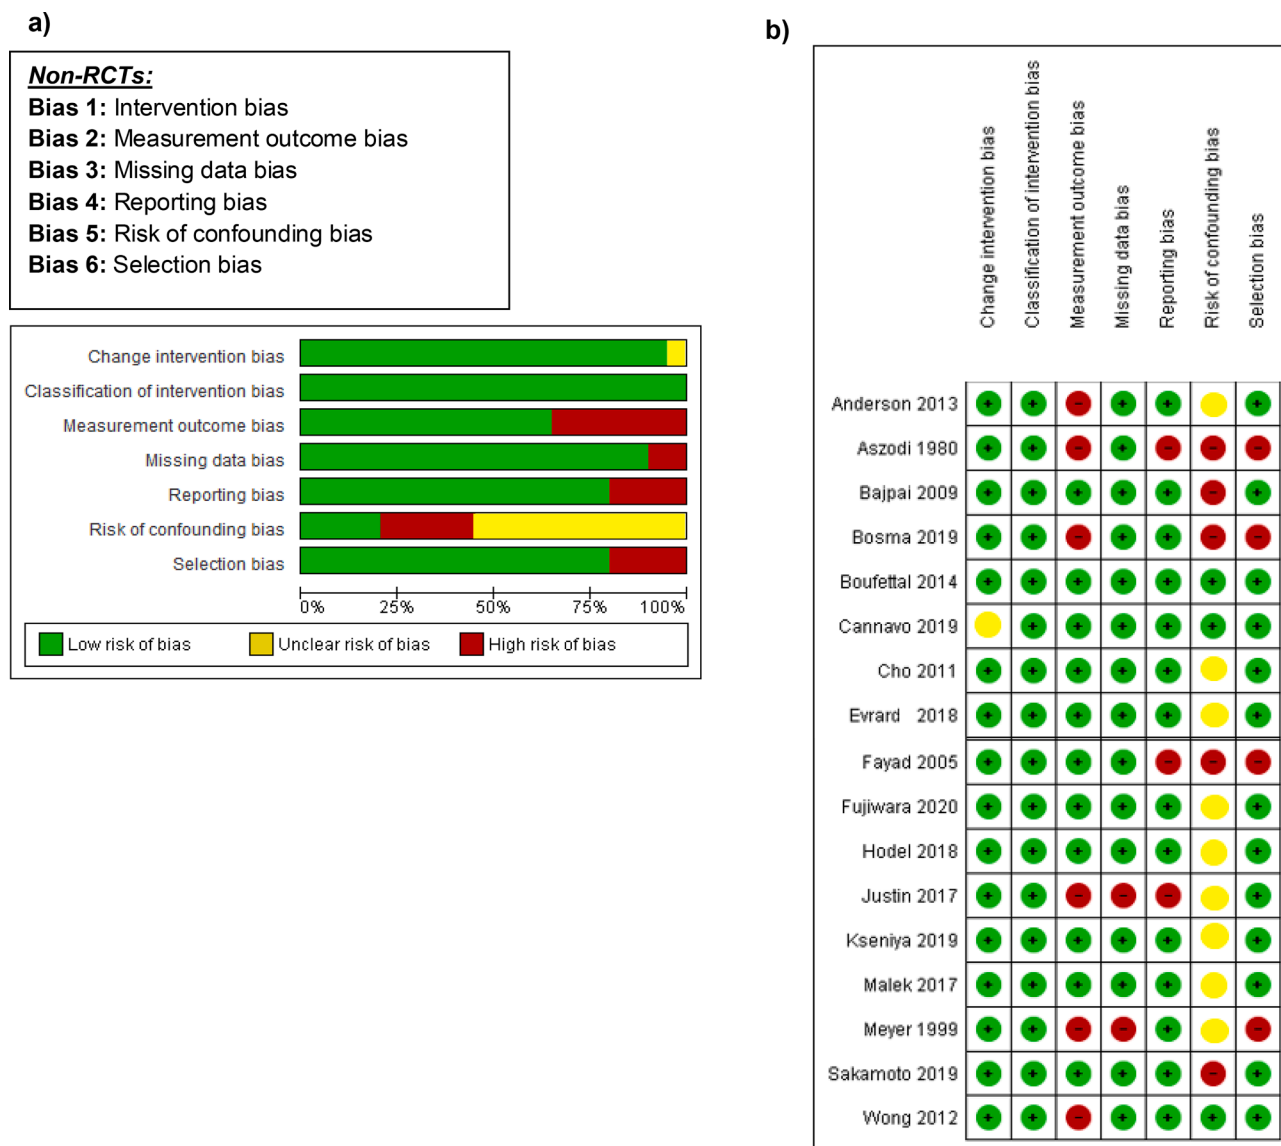 a)
Non-RCTs:
Bias 1: Intervention bias
Bias 2: Measurement outcome bias
Bias 3: Missing data bias
Bias 4: Reporting bias
Bias 5: Risk of confounding bias
Bias 6: Selection bias
Change intervention bias
Classification of intervention bias
Measurement outcome bias
Missing data bias
Reporting bias
Risk of confounding bias
Selection bias
0% 25% 50% 75% 100%
Low risk of bias Unclear risk of bias High risk of bias
b)
Change intervention bias
Classification of intervention bias
Measurement outcome bias
Missing data bias
Reporting bias
Risk of confounding bias
Selection bias
Anderson 2013 + + - + + +
Aszodi 1980 + + - + - - -
Bajpai 2009 + + + + + - +
Bosma 2019 + + - + + - -
Boufettal 2014 + + + + + + +
Cannavo 2019 + + + + + +
Cho 2011 + + + + + +
Evrard 2018 + + + + + +
Fayad 2005 + + + + - - -
Fujiwara 2020 + + + + + +
Hodel 2018 + + + + + +
Justin 2017 + + - - - +
Kseniya 2019 + + + + + +
Malek 2017 + + + + + +
Meyer 1999 + + - - + -
Sakamoto 2019 + + + + + - +
Wong 2012 + + - + + + +